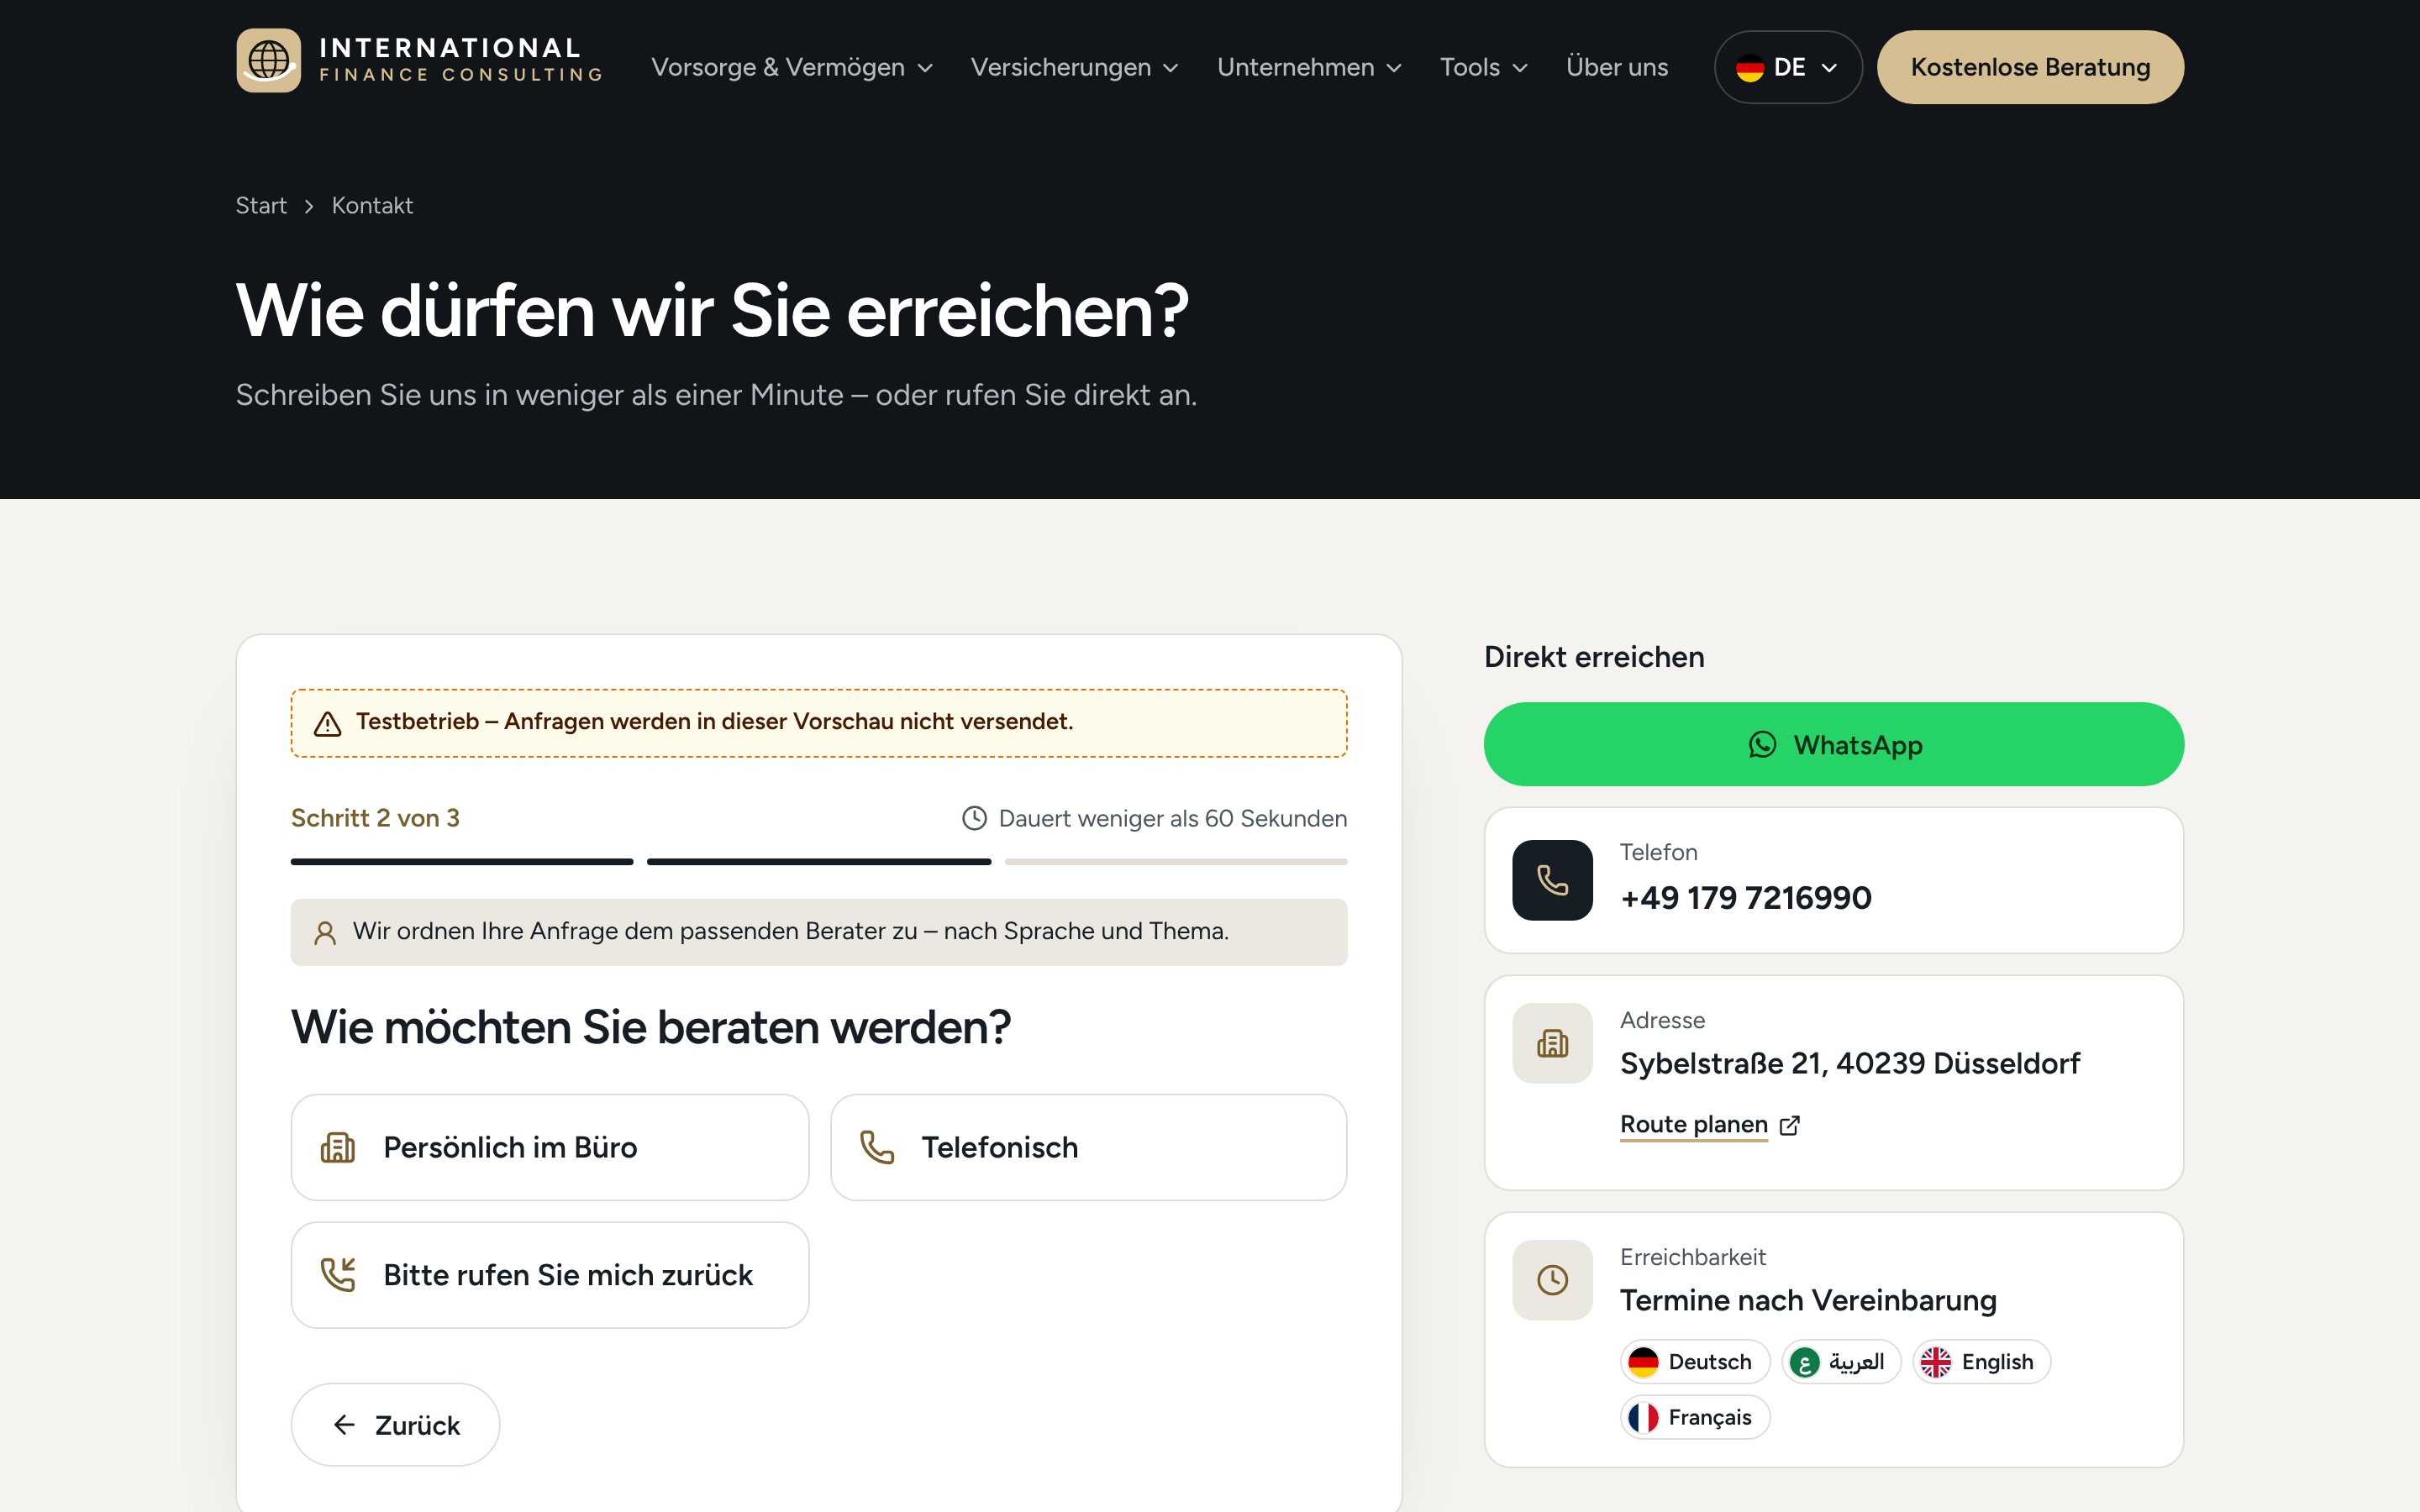 INTERNATIONAL
FINANCE CONSULTING
Vorsorge & Vermögen
Versicherungen
Unternehmen
Tools
Über uns
DE
Kostenlose Beratung
Start
Kontakt
Wie dürfen wir Sie erreichen?
Schreiben Sie uns in weniger als einer Minute – oder rufen Sie direkt an.
Testbetrieb – Anfragen werden in dieser Vorschau nicht versendet.
Schritt 2 von 3
Dauert weniger als 60 Sekunden
Wir ordnen Ihre Anfrage dem passenden Berater zu – nach Sprache und Thema.
Wie möchten Sie beraten werden?
Persönlich im Büro
Telefonisch
Bitte rufen Sie mich zurück
Zurück
Direkt erreichen
WhatsApp
Telefon
+49 179 7216990
Adresse
Sybelstraße 21, 40239 Düsseldorf
Route planen
Erreichbarkeit
Termine nach Vereinbarung
Deutsch
ع العربية
English
Français